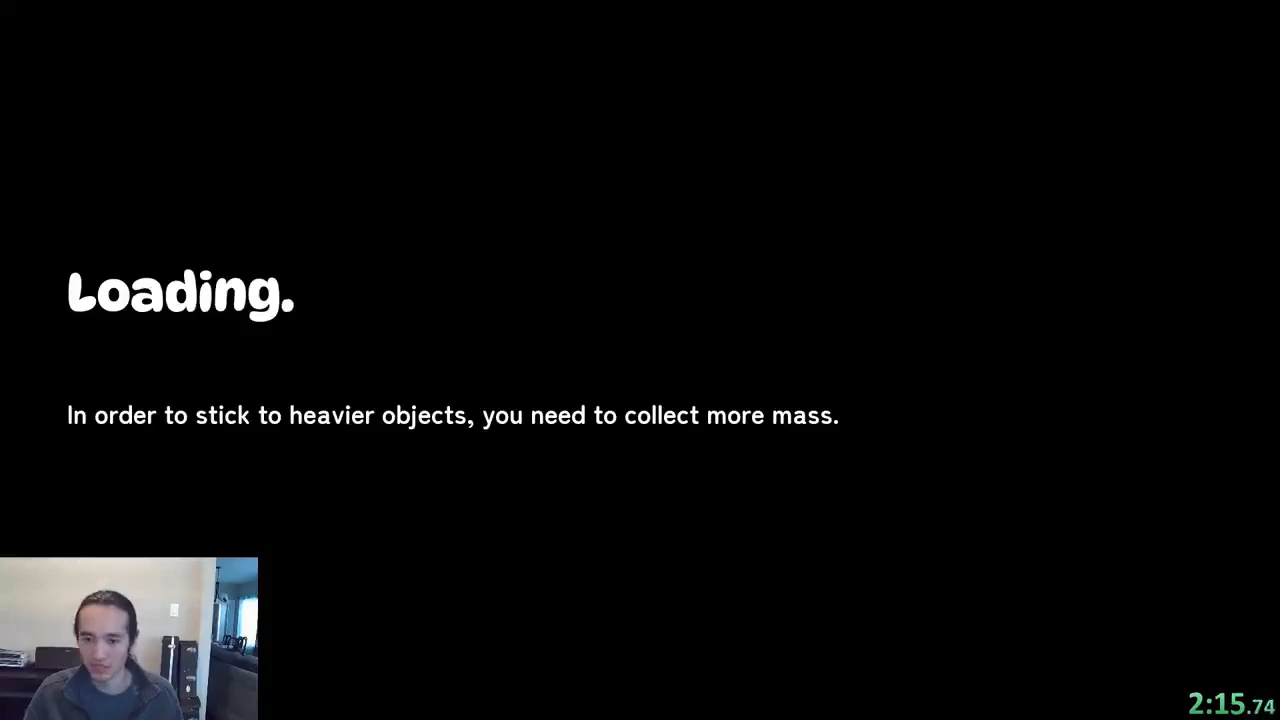 Loading.
In order to stick to heavier objects, you need to collect more mass.
2:15.74